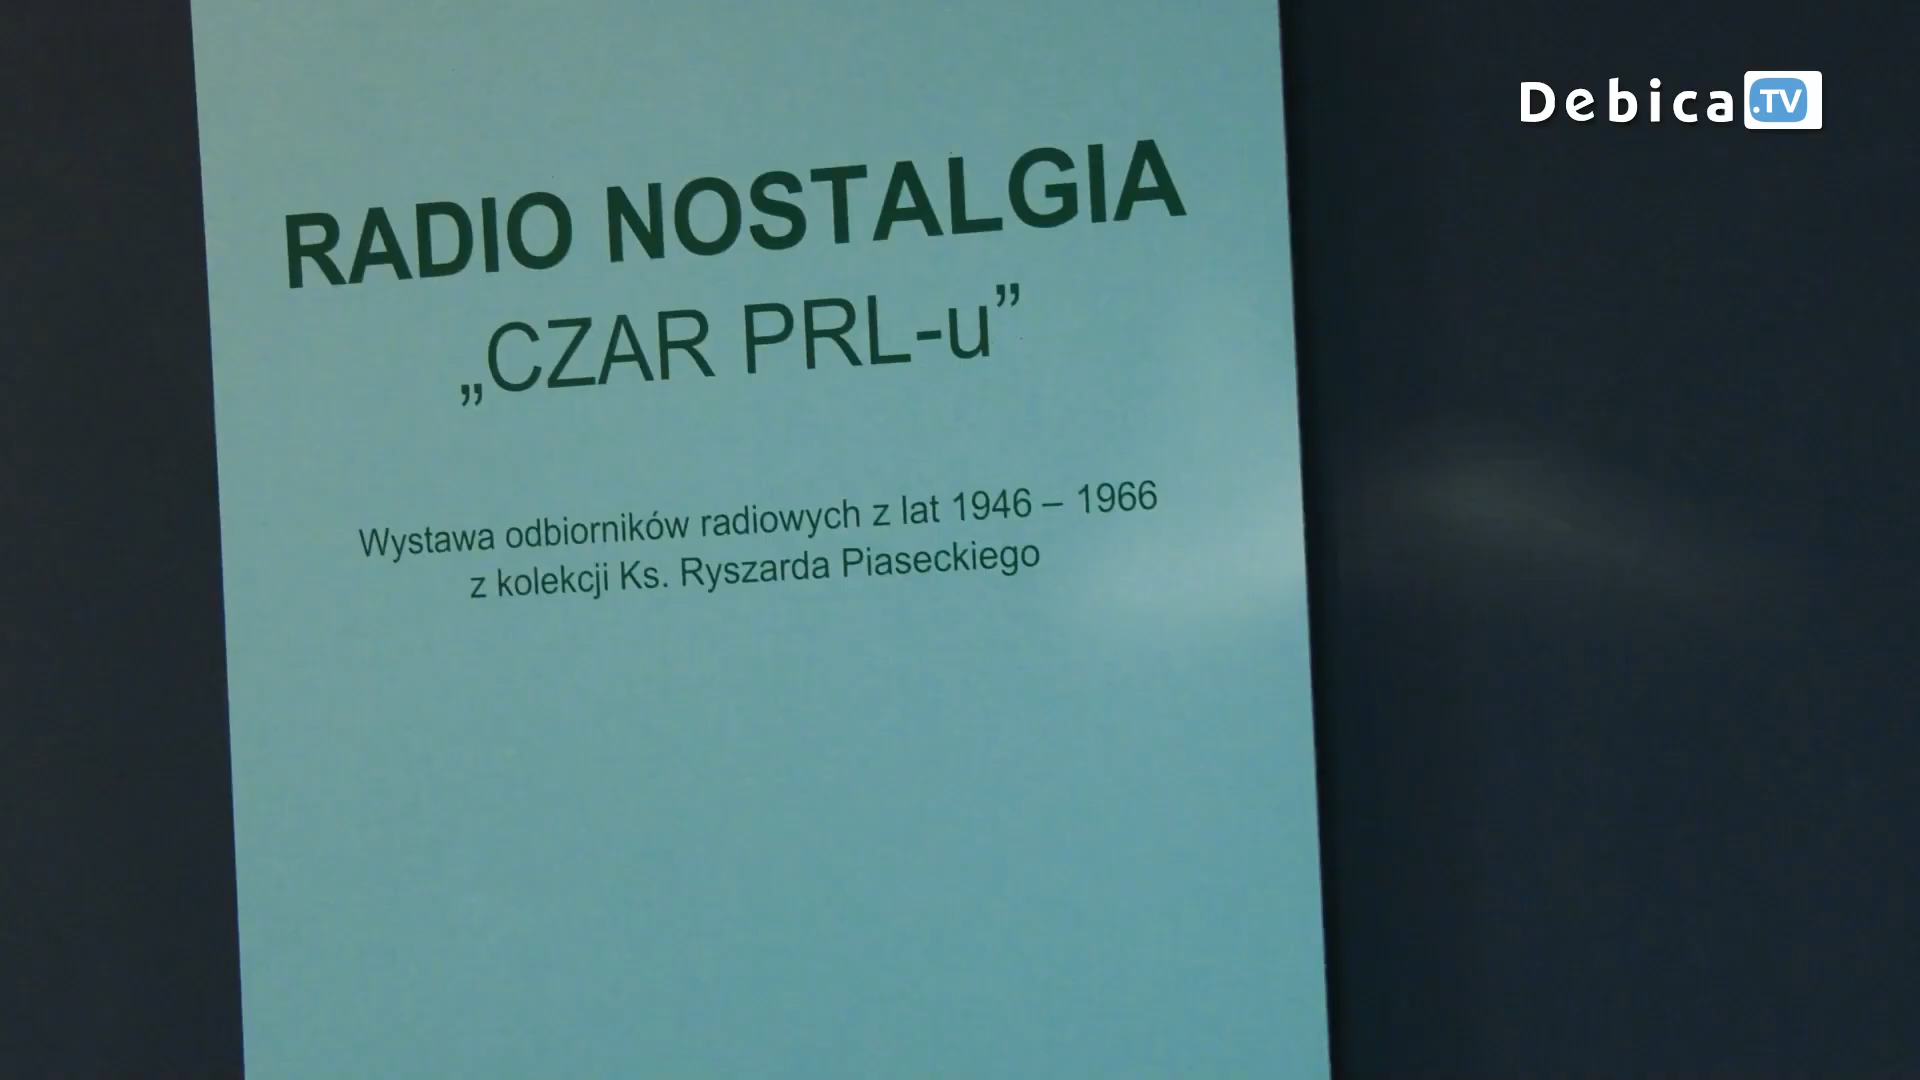 Debica.TV
RADIO NOSTALGIA
„CZAR PRL-u”
Wystawa odbiorników radiowych z lat 1946 – 1966
z kolekcji Ks. Ryszarda Piaseckiego